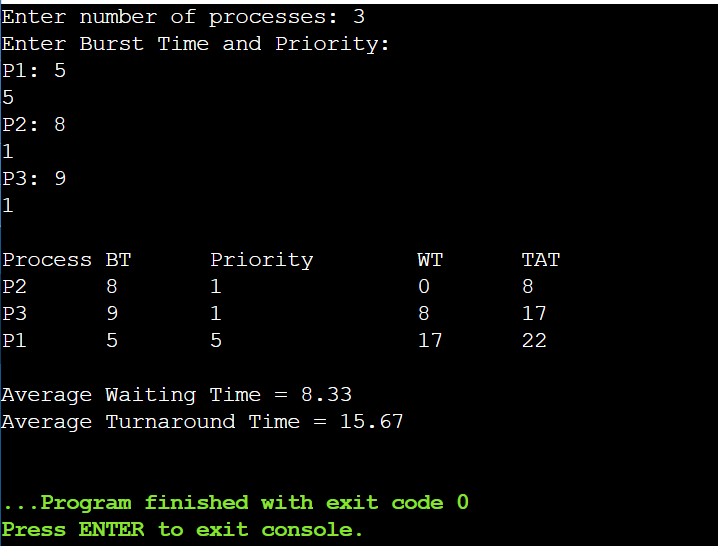 Enter number of processes: 3
Enter Burst Time and Priority:
P1: 5
5
P2: 8
1
P3: 9
1
Process BT Priority WT TAT
P2 8 1 0 8
P3 9 1 8 17
P1 5 5 17 22
Average Waiting Time = 8.33
Average Turnaround Time = 15.67
...Program finished with exit code 0
Press ENTER to exit console.